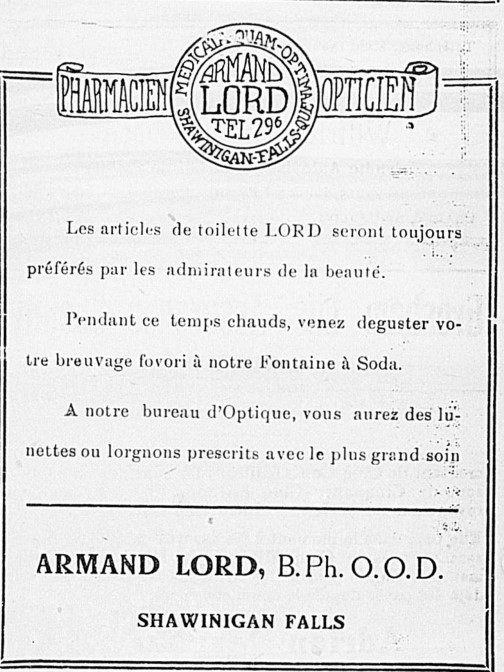 PHARMACIEN
MEDICALA-QUAM-OPTIMA
ARMAND
LORD
TEL 296
SHAWINIGAN-FALLS-QUE
OPTICIEN
Les articles de toilette LORD seront toujours
préférés par les admirateurs de la beauté.
Pendant ce temps chauds, venez deguster vo-
tre breuvage fovori à notre Fontaine à Soda.
A notre bureau d'Optique, vous aurez des lu-
nettes ou lorgnons prescrits avec le plus grand soin
ARMAND LORD, B.Ph. O.O.D.
SHAWINIGAN FALLS